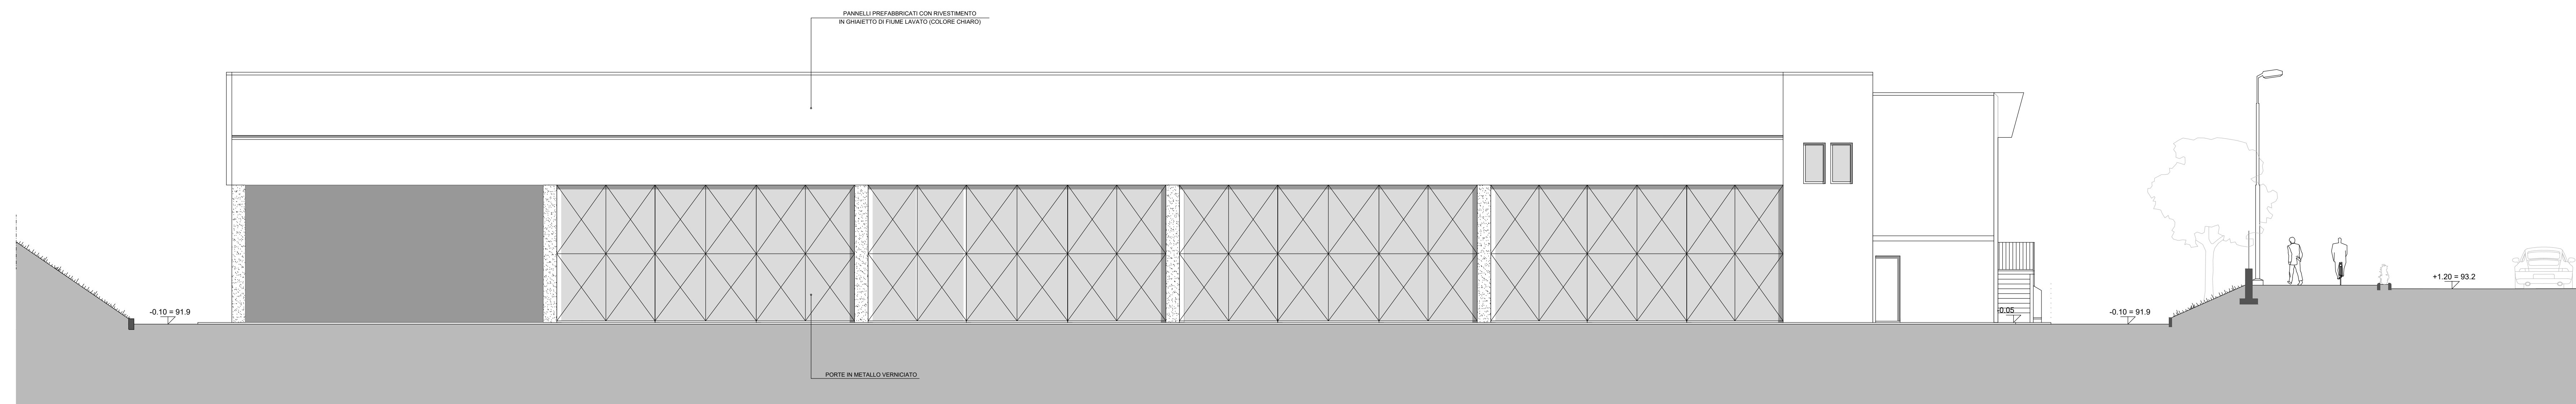 PANNELLI PREFABBRICATI CON RIVESTIMENTO
IN GHIAIETTO DI FIUME LAVATO (COLORE CHIARO)
+1.20 = 93.2
-0.10 = 91.9
-0.05
-0.10 = 91.9
PORTE IN METALLO VERNICIATO